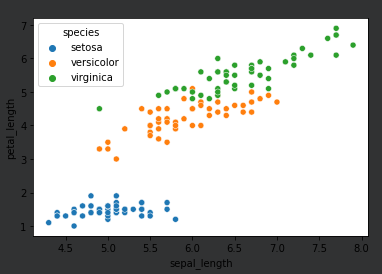 species
setosa
versicolor
virginica
petal_length
7
6
5
4
3
2
1
4.5 5.0 5.5 6.0 6.5 7.0 7.5 8.0
sepal_length